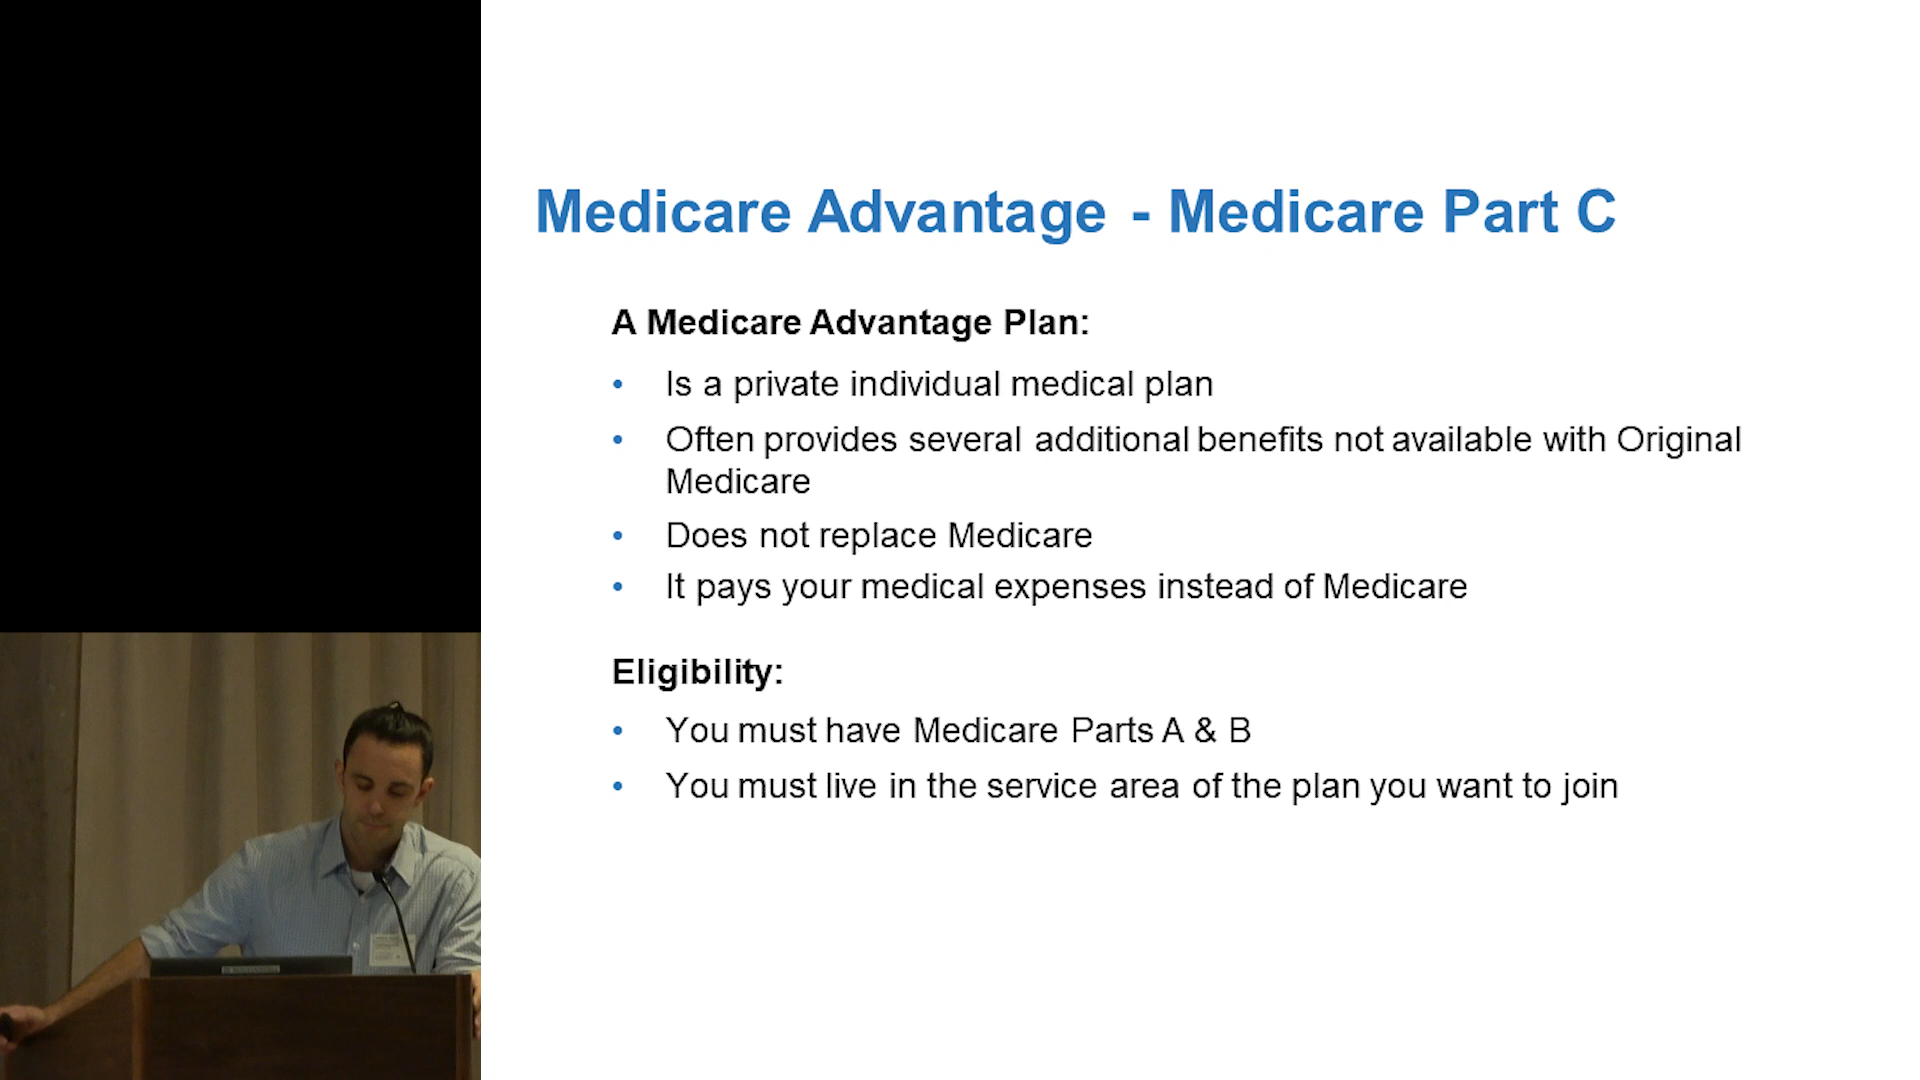 Medicare Advantage - Medicare Part C
A Medicare Advantage Plan:
• Is a private individual medical plan
• Often provides several additional benefits not available with Original
Medicare
• Does not replace Medicare
• It pays your medical expenses instead of Medicare
Eligibility:
• You must have Medicare Parts A & B
• You must live in the service area of the plan you want to join